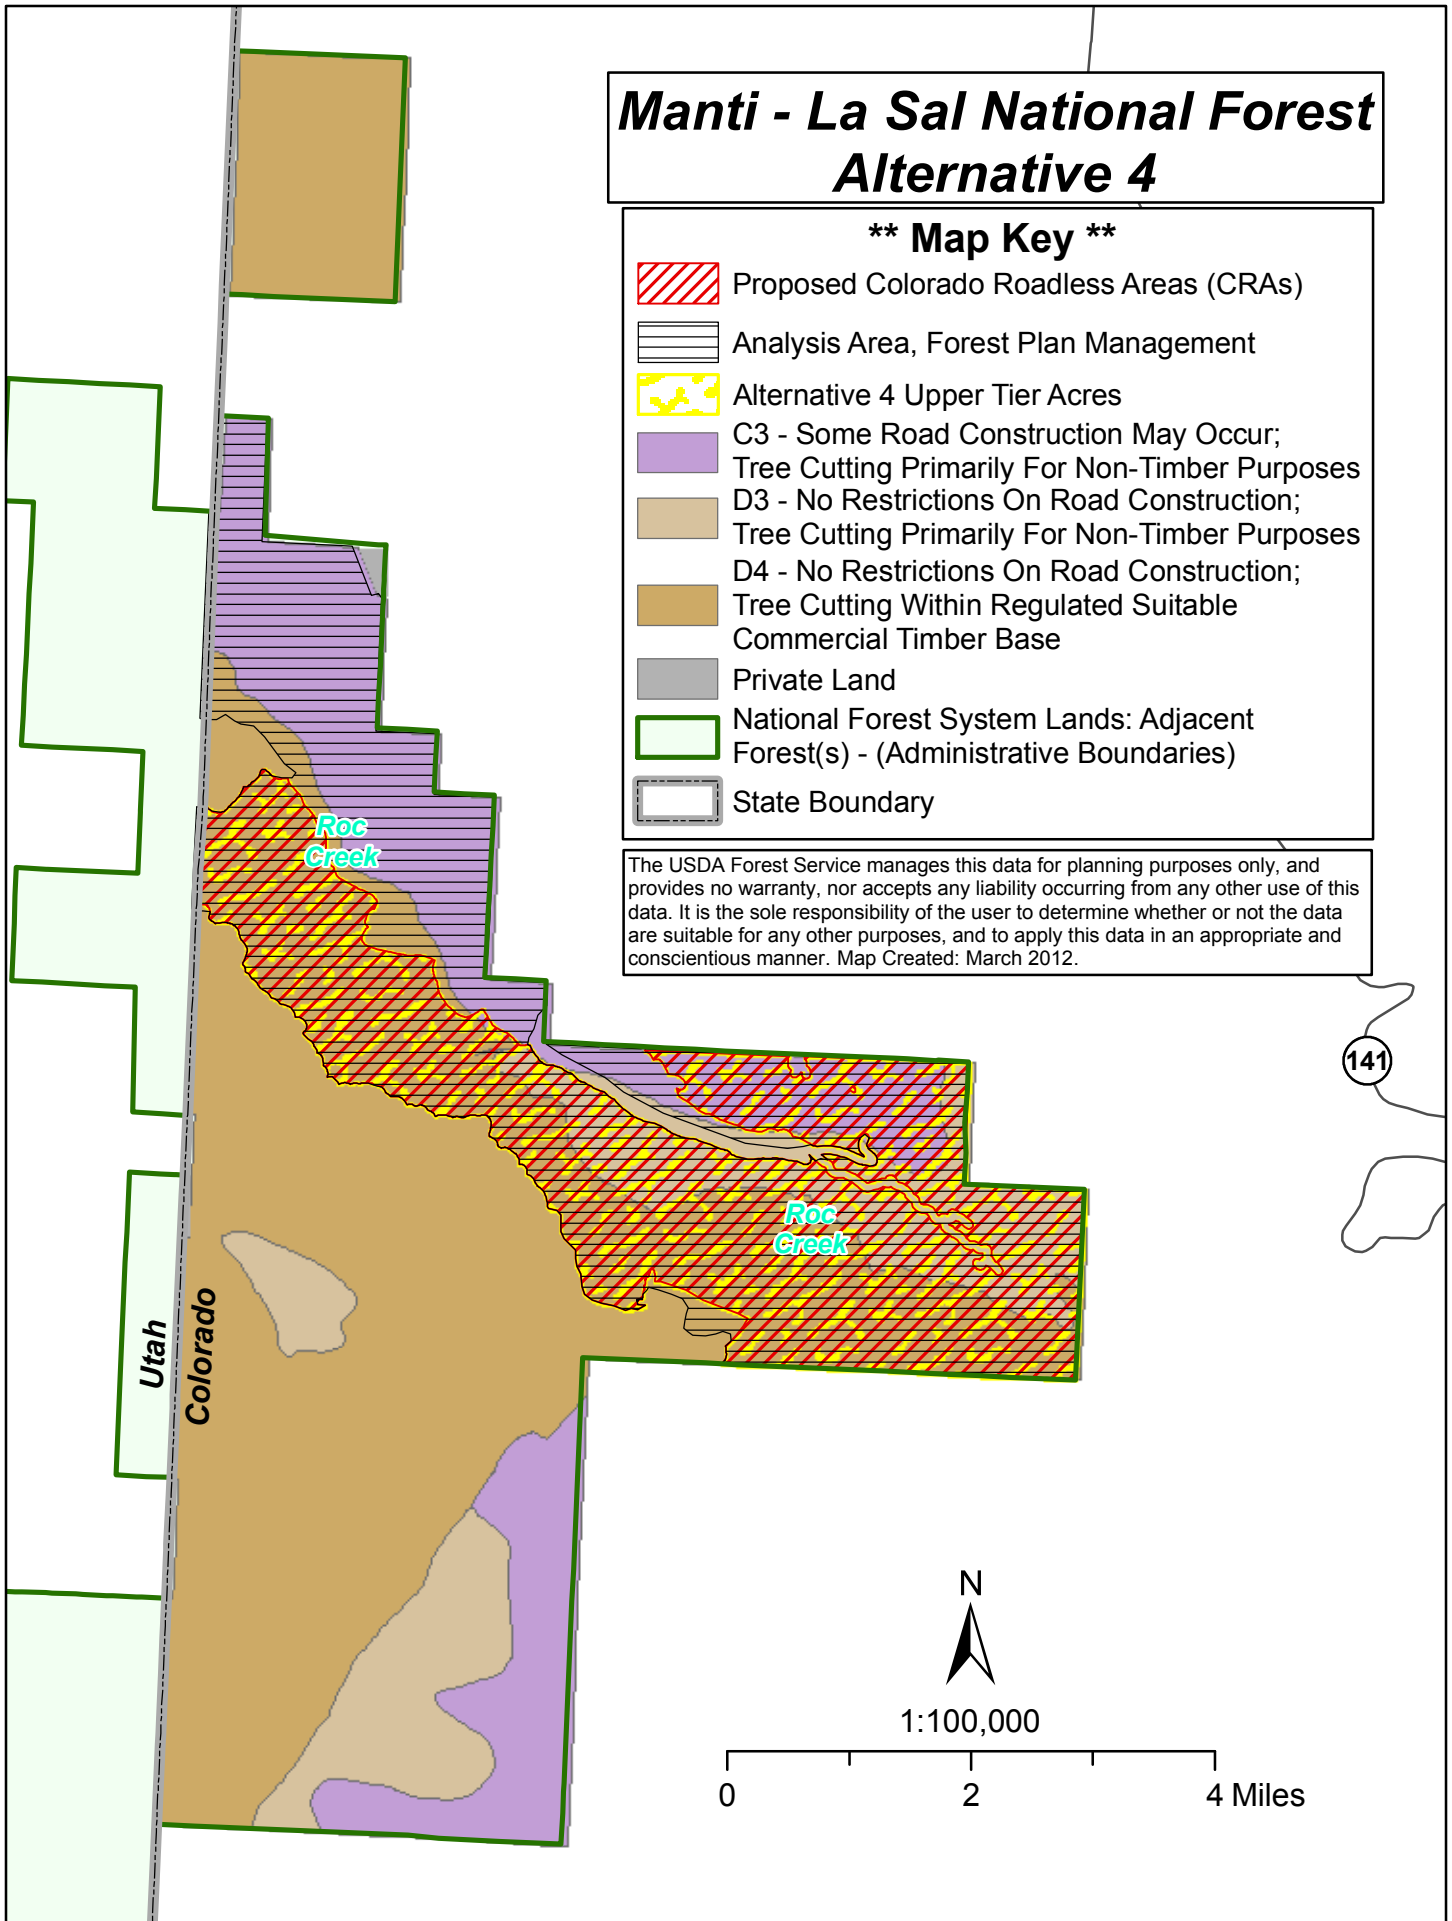 Manti - La Sal National Forest
Alternative 4
** Map Key **
Proposed Colorado Roadless Areas (CRAs)
Analysis Area, Forest Plan Management
Alternative 4 Upper Tier Acres
C3 - Some Road Construction May Occur;
Tree Cutting Primarily For Non-Timber Purposes
D3 - No Restrictions On Road Construction;
Tree Cutting Primarily For Non-Timber Purposes
D4 - No Restrictions On Road Construction;
Tree Cutting Within Regulated Suitable
Commercial Timber Base
Private Land
National Forest System Lands: Adjacent
Forest(s) - (Administrative Boundaries)
State Boundary
The USDA Forest Service manages this data for planning purposes only, and
provides no warranty, nor accepts any liability occurring from any other use of this
data. It is the sole responsibility of the user to determine whether or not the data
are suitable for any other purposes, and to apply this data in an appropriate and
conscientious manner. Map Created: March 2012.
Roc
Creek
141
Roc
Creek
Utah
Colorado
N
1:100,000
0 2 4 Miles